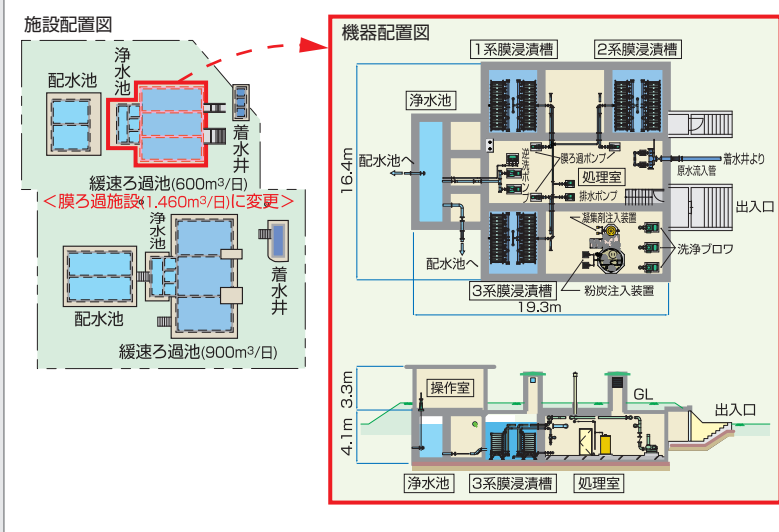 施設配置図
浄水池
配水池
着水井
緩速ろ過池(600m³/日)
<膜ろ過施設(1.460m³/日)に変更>
浄水池
着水井
配水池
緩速ろ過池(900m³/日)
機器配置図
1系膜浸漬槽
2系膜浸漬槽
浄水池
16.4m
配水池へ
逆洗ポンプ
膜ろ過ポンプ
処理室
排水ポンプ
着水井より
原水流入管
出入口
凝集剤注入装置
洗浄ブロワ
配水池へ
3系膜浸漬槽
粉炭注入装置
19.3m
3.3m
操作室
GL
出入口
4.1m
浄水池
3系膜浸漬槽
処理室